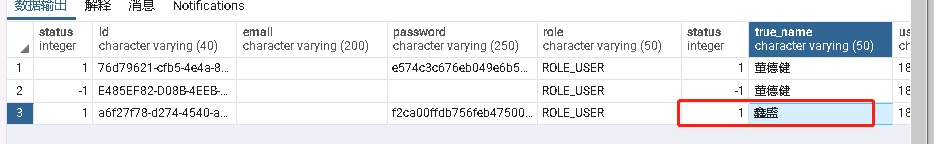 数据输出 解释 消息 Notifications
status integer id character varying (40) email character varying (200) password character varying (250) role character varying (50) status integer true_name character varying (50) us
1 1 76d79621-cfb5-4e4a-8... e574c3c676eb049e6b5... ROLE_USER 1 董德健 18
2 -1 E485EF82-D08B-4EEB-... ROLE_USER -1 董德健
3 1 a6f27f78-d274-4540-a... f2ca00ffdb756feb47500... ROLE_USER 1 鑫盛 18